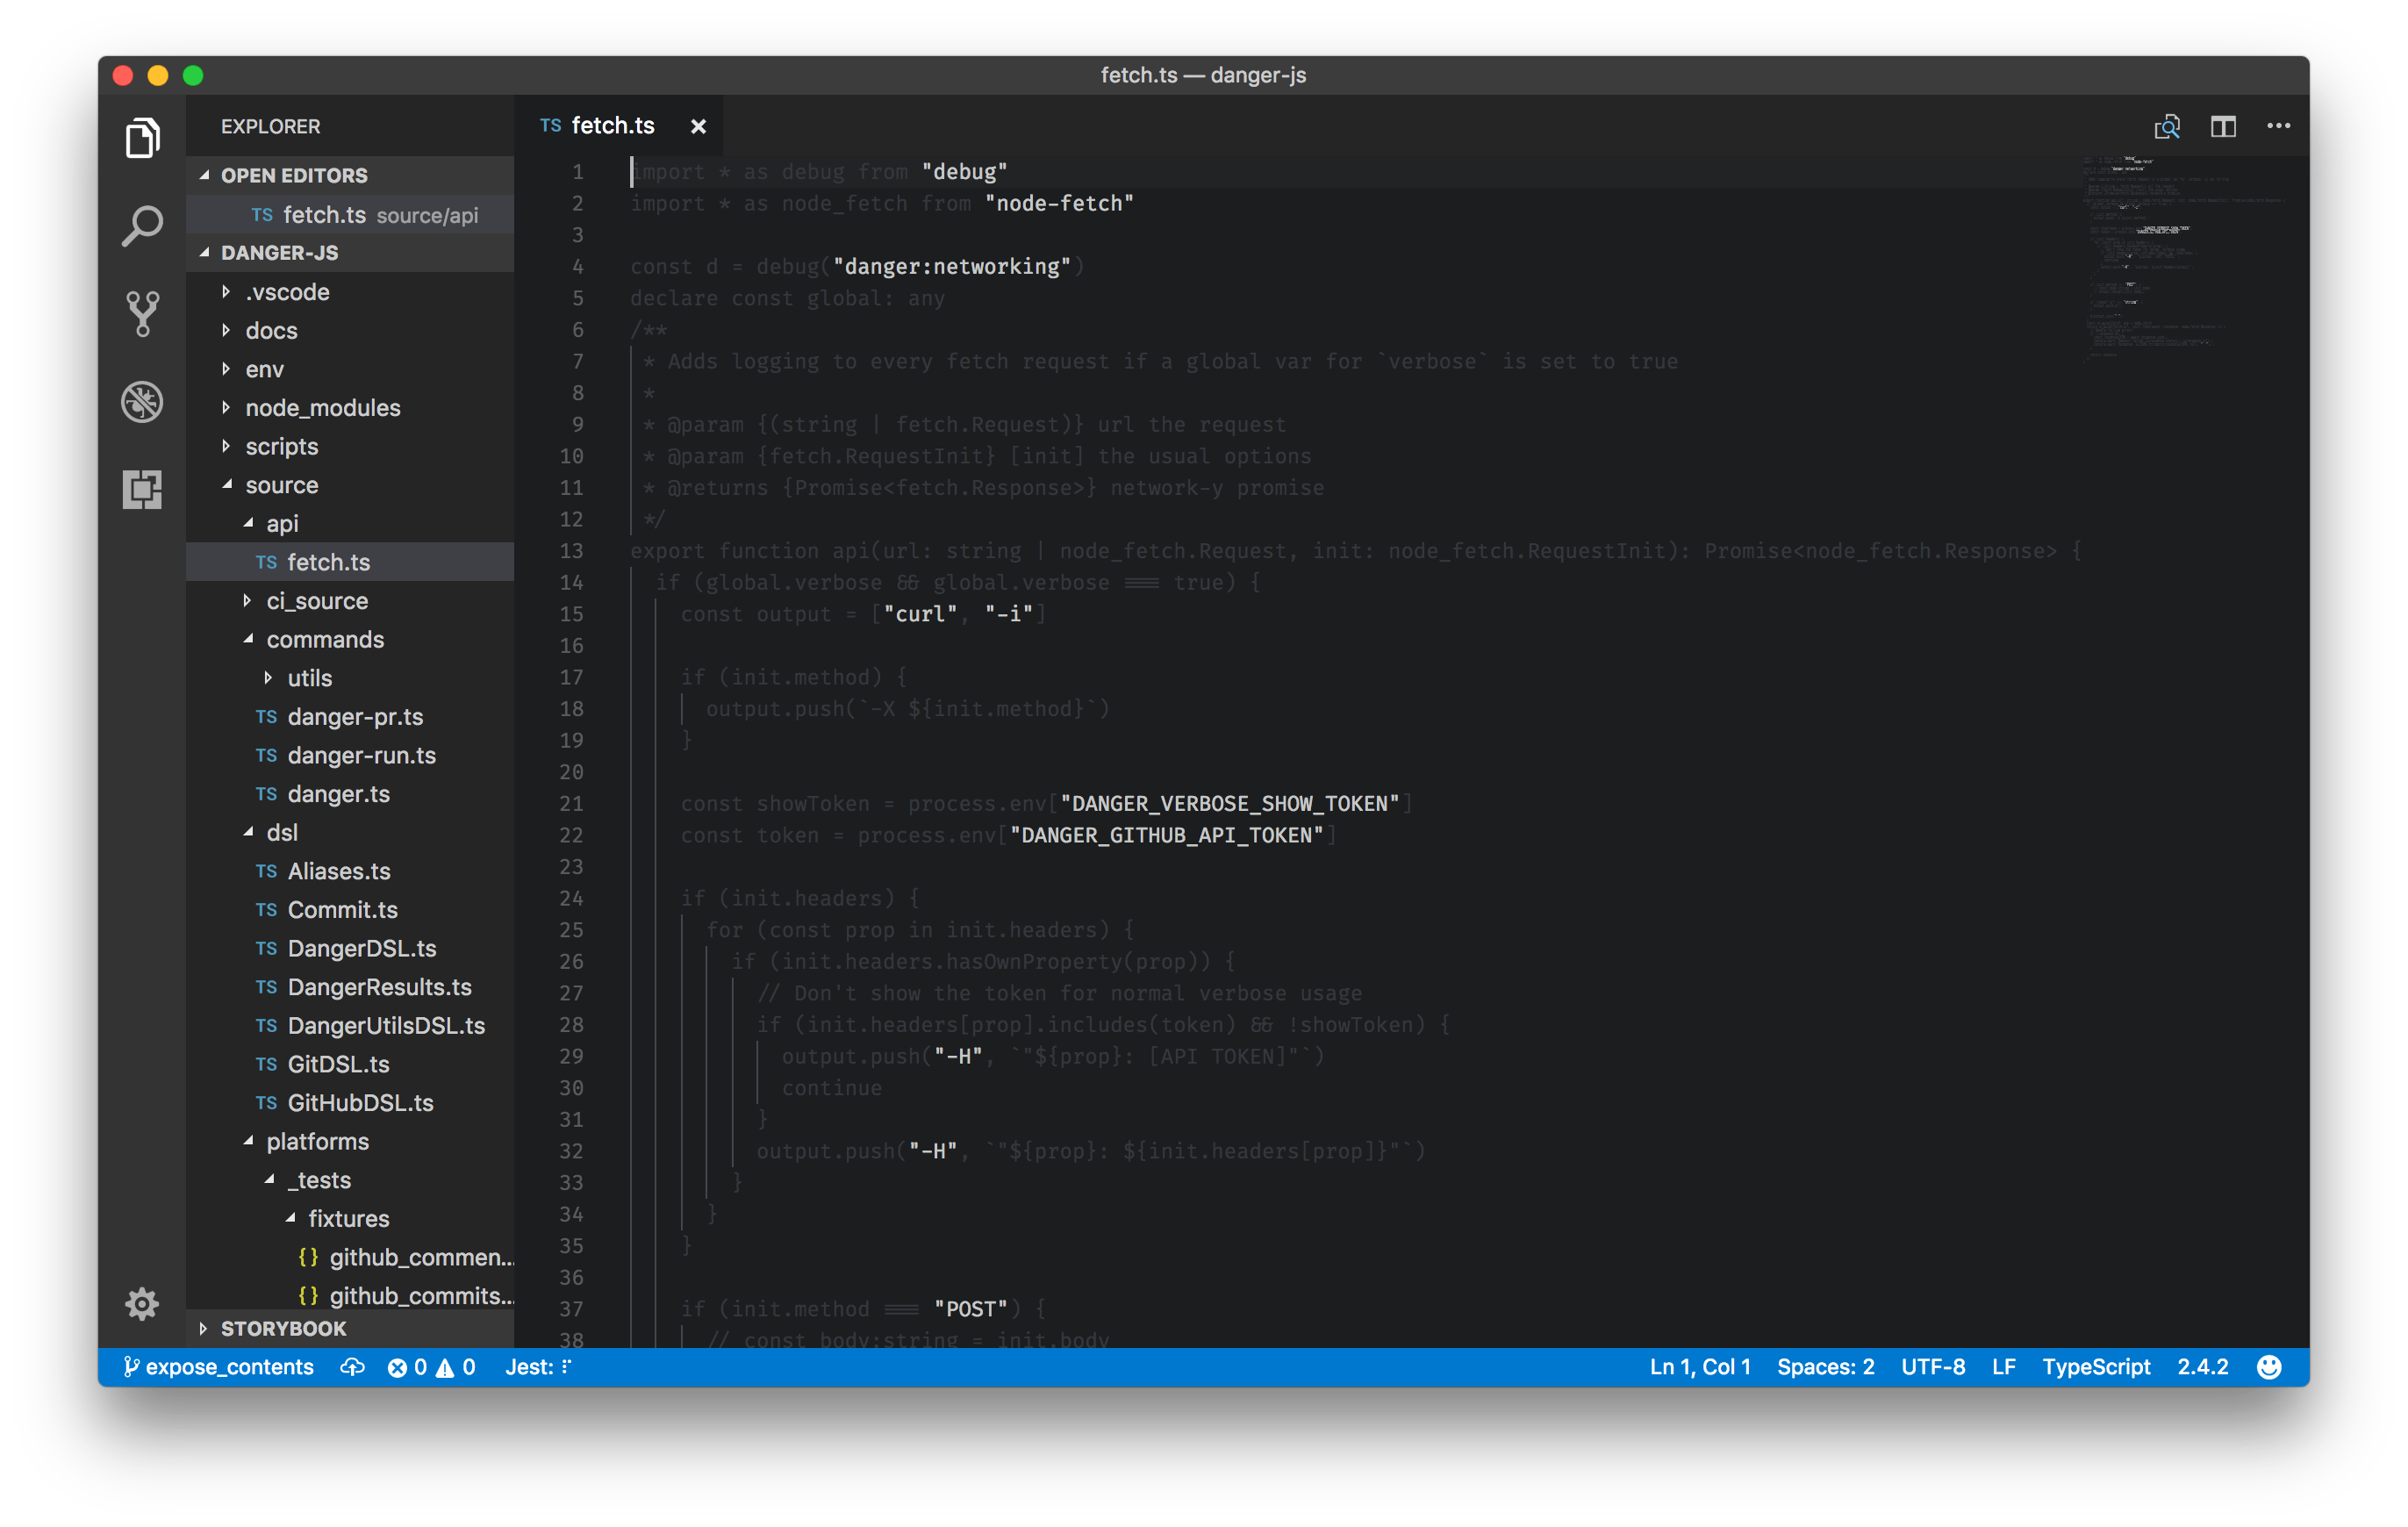 fetch.ts — danger-js
EXPLORER
OPEN EDITORS
TS fetch.ts source/api
DANGER-JS
.vscode
docs
env
node_modules
scripts
source
api
TS fetch.ts
ci_source
commands
utils
TS danger-pr.ts
TS danger-run.ts
TS danger.ts
dsl
TS Aliases.ts
TS Commit.ts
TS DangerDSL.ts
TS DangerResults.ts
TS DangerUtilsDSL.ts
TS GitDSL.ts
TS GitHubDSL.ts
platforms
_tests
fixtures
{} github_commen...
{} github_commits...
STORYBOOK
TS fetch.ts ×
1 import * as debug from "debug"
2 import * as node_fetch from "node-fetch"
3
4 const d = debug("danger:networking")
5 declare const global: any
6 /**
7 * Adds logging to every fetch request if a global var for `verbose` is set to true
8 *
9 * @param {(string | fetch.Request)} url the request
10 * @param {fetch.RequestInit} [init] the usual options
11 * @returns {Promise<fetch.Response>} network-y promise
12 */
13 export function api(url: string | node_fetch.Request, init: node_fetch.RequestInit): Promise<node_fetch.Response> {
14 if (global.verbose && global.verbose === true) {
15 const output = ["curl", "-i"]
16
17 if (init.method) {
18 output.push(`-X ${init.method}`)
19 }
20
21 const showToken = process.env["DANGER_VERBOSE_SHOW_TOKEN"]
22 const token = process.env["DANGER_GITHUB_API_TOKEN"]
23
24 if (init.headers) {
25 for (const prop in init.headers) {
26 if (init.headers.hasOwnProperty(prop)) {
27 // Don't show the token for normal verbose usage
28 if (init.headers[prop].includes(token) && !showToken) {
29 output.push("-H", `"${prop}: [API TOKEN]"`)
30 continue
31 }
32 output.push("-H", `"${prop}: ${init.headers[prop]}"`)
33 }
34 }
35 }
36
37 if (init.method === "POST") {
38 // const body:string = init.body
expose_contents 0 0 Jest:
Ln 1, Col 1 Spaces: 2 UTF-8 LF TypeScript 2.4.2